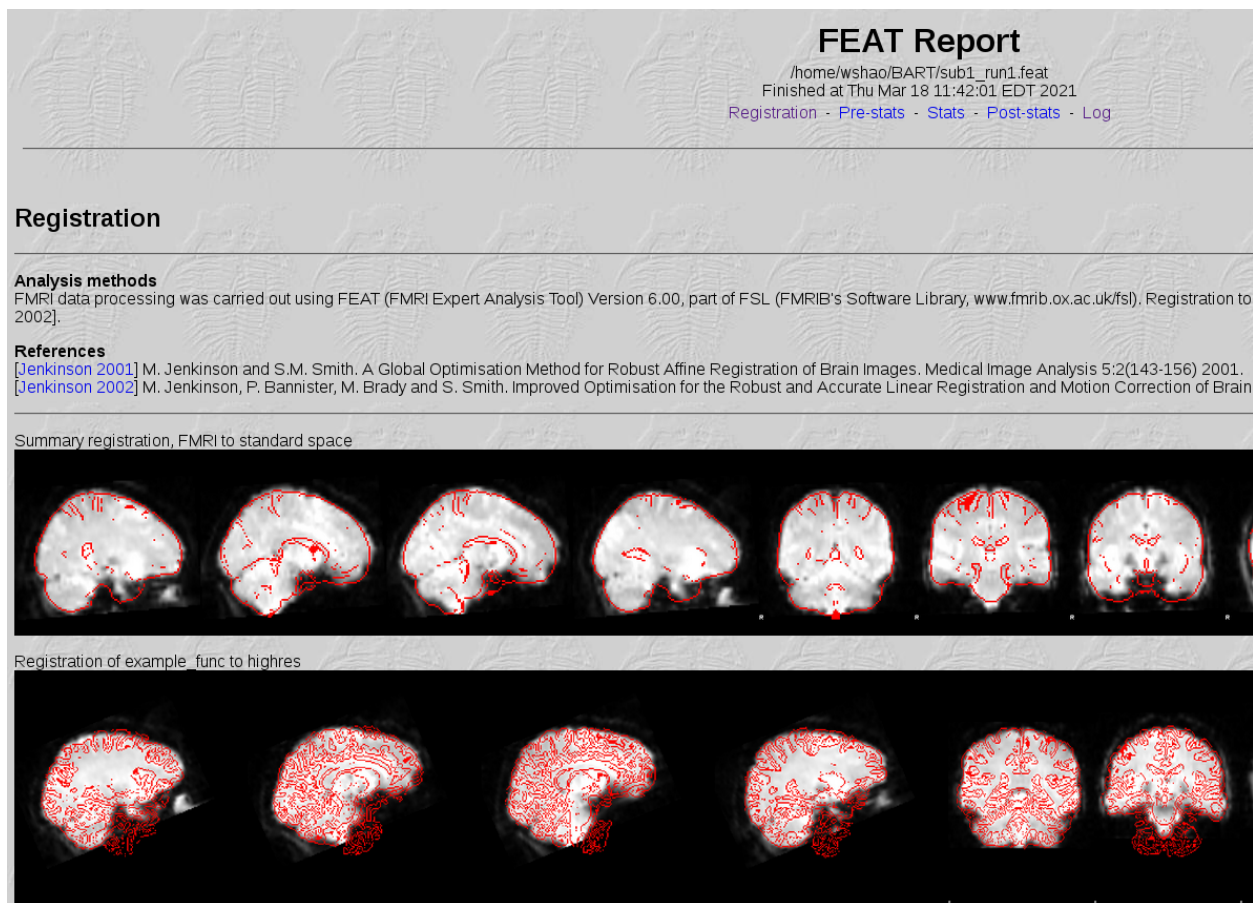 FEAT Report
/home/wshao/BART/sub1_run1.feat
Finished at Thu Mar 18 11:42:01 EDT 2021
Registration - Pre-stats - Stats - Post-stats - Log
Registration
Analysis methods
FMRI data processing was carried out using FEAT (FMRI Expert Analysis Tool) Version 6.00, part of FSL (FMRIB's Software Library, www.fmrib.ox.ac.uk/fsl). Registration to
2002].
References
[Jenkinson 2001] M. Jenkinson and S.M. Smith. A Global Optimisation Method for Robust Affine Registration of Brain Images. Medical Image Analysis 5:2(143-156) 2001.
[Jenkinson 2002] M. Jenkinson, P. Bannister, M. Brady and S. Smith. Improved Optimisation for the Robust and Accurate Linear Registration and Motion Correction of Brain
Summary registration, FMRI to standard space
R R R R
Registration of example_func to highres